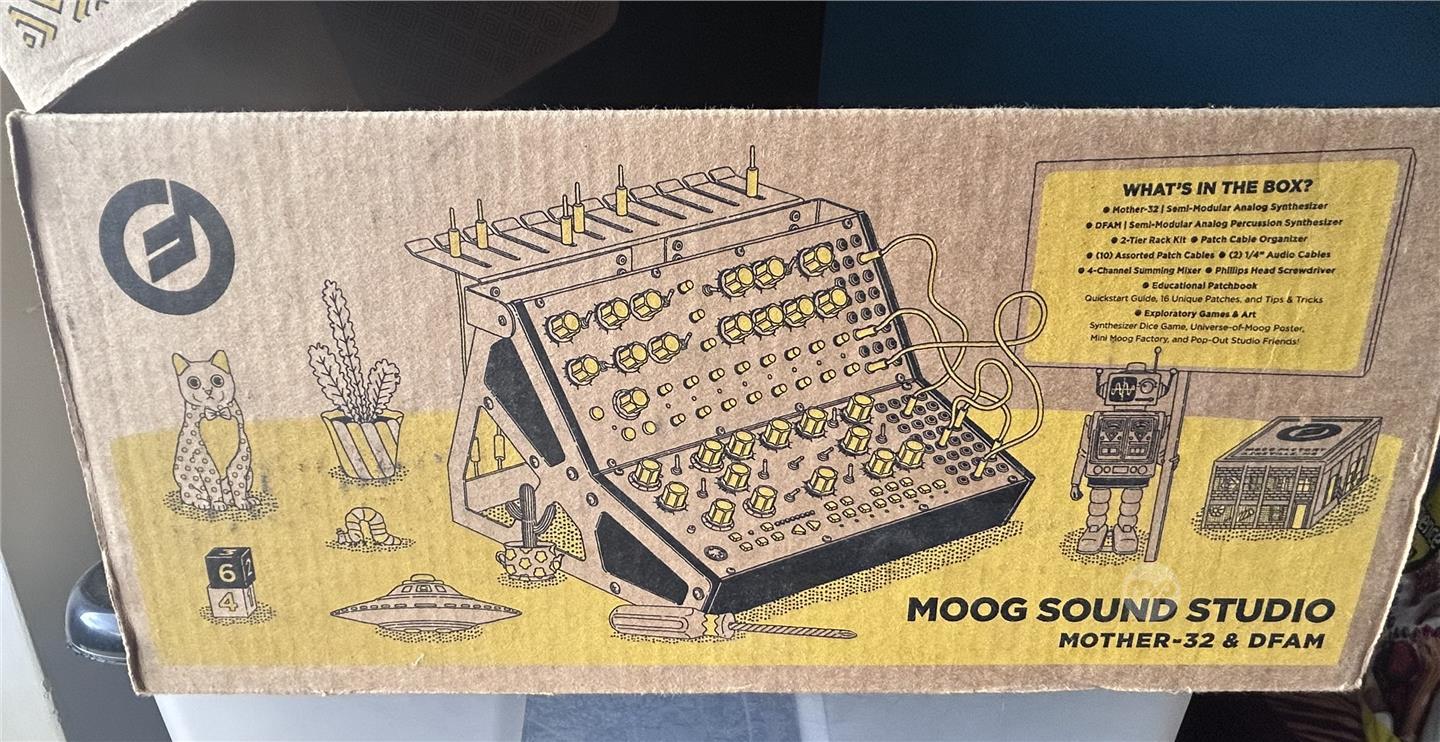 WHAT'S IN THE BOX?
● Mother-32 | Semi-Modular Analog Synthesizer
● DFAM | Semi-Modular Analog Percussion Synthesizer
● 2-Tier Rack Kit ● Patch Cable Organizer
● (10) Assorted Patch Cables ● (2) 1/4" Audio Cables
● 4-Channel Summing Mixer ● Phillips Head Screwdriver
● Educational Patchbook
Quickstart Guide, 16 Unique Patches, and Tips & Tricks
● Exploratory Games & Art
Synthesizer Dice Game, Universe-of-Moog Poster,
Mini Moog Factory, and Pop-Out Studio Friends!
6 2
4
MOOG SOUND STUDIO
MOTHER-32 & DFAM